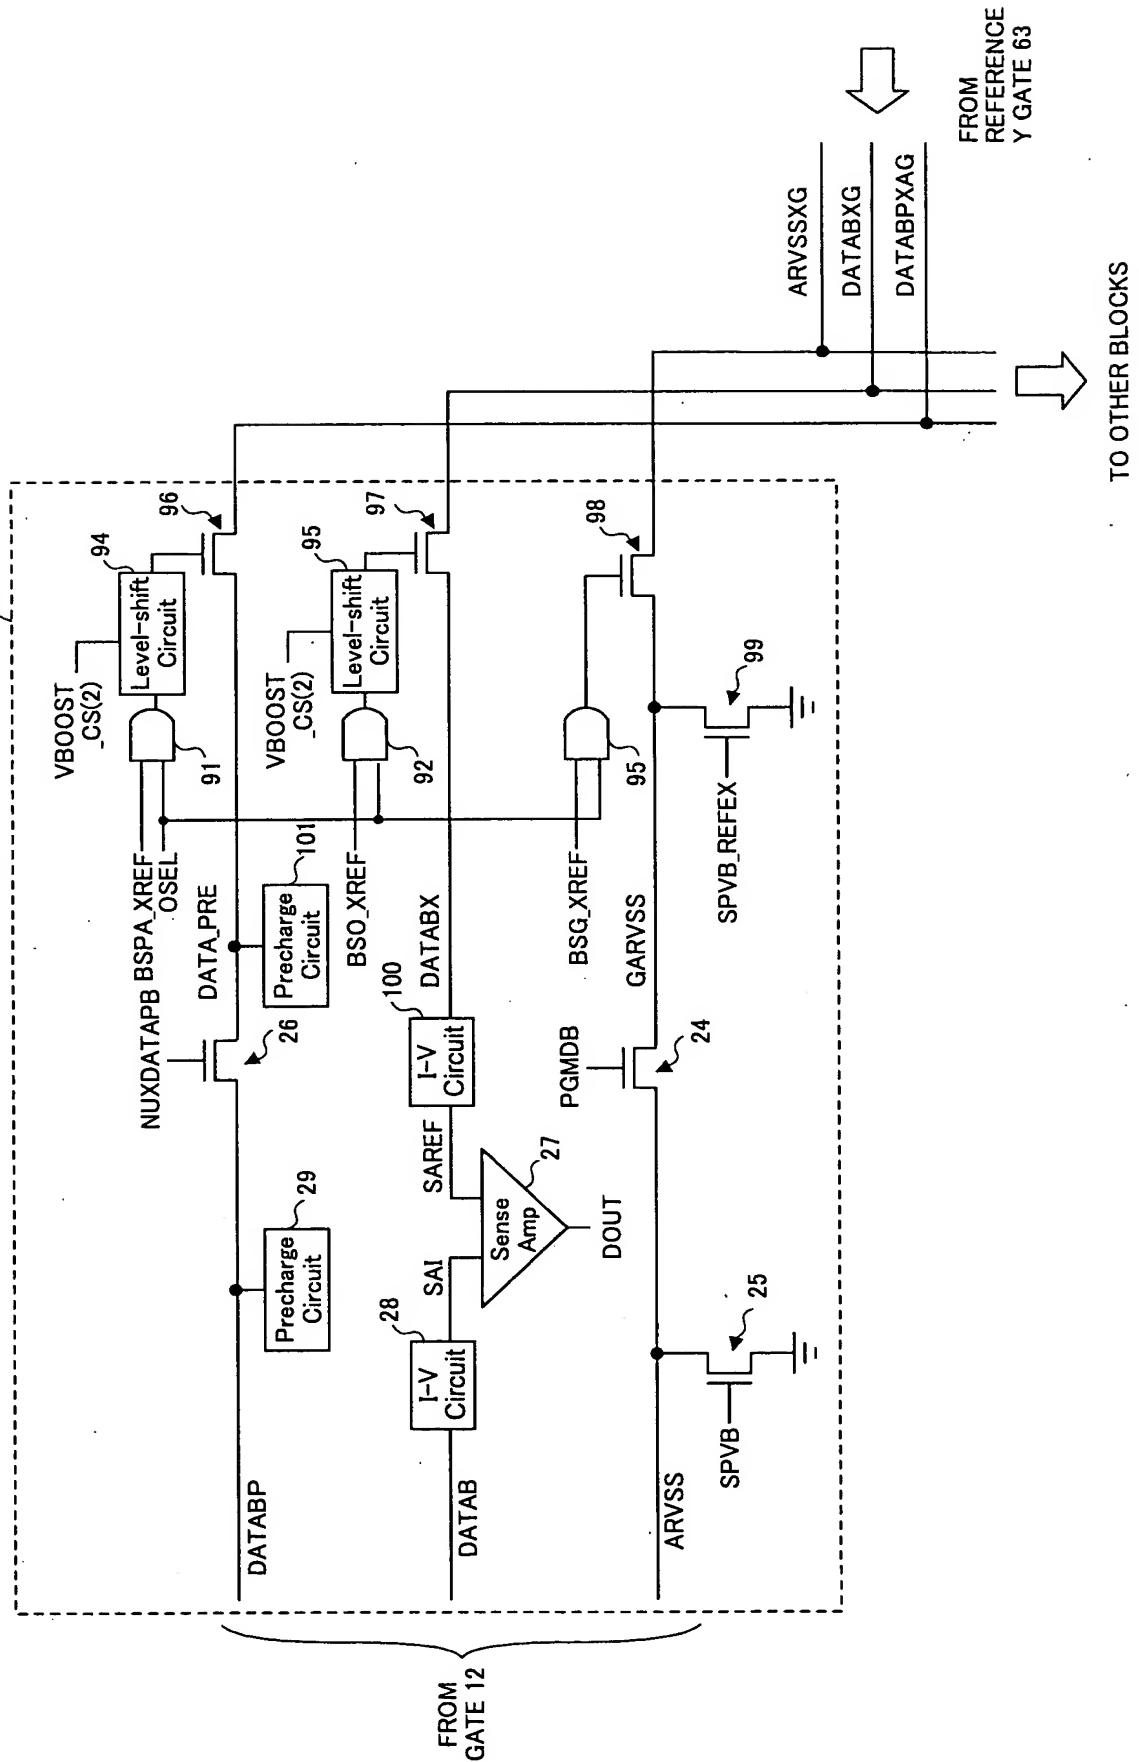 VBOOST
_CS(2)
94
Level-shift
Circuit
96
BSPA_XREF
OSEL
91
NUXDATAPB
DATA_PRE
26
Precharge
Circuit
101
Precharge
Circuit
29
DATABP
VBOOST
_CS(2)
95
Level-shift
Circuit
97
BSO_XREF
92
DATABX
100
I-V
Circuit
SAREF
Sense
Amp
27
DOUT
SAI
28
I-V
Circuit
DATAB
98
BSG_XREF
95
GARVSS
99
SPVB_REFEX
PGMDB
24
25
SPVB
ARVSS
FROM
GATE 12
ARVSSXG
DATABXG
DATABPXAG
FROM
REFERENCE
Y GATE 63
TO OTHER BLOCKS